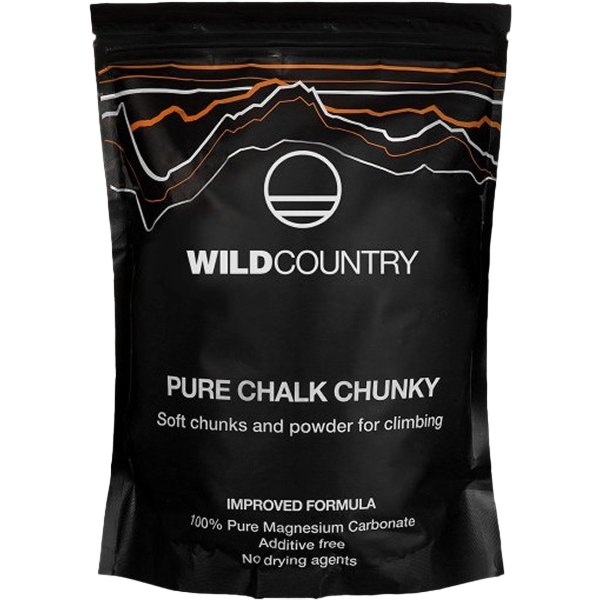 WILDCOUNTRY
PURE CHALK CHUNKY
Soft chunks and powder for climbing
IMPROVED FORMULA
100% Pure Magnesium Carbonate
Additive free
No drying agents